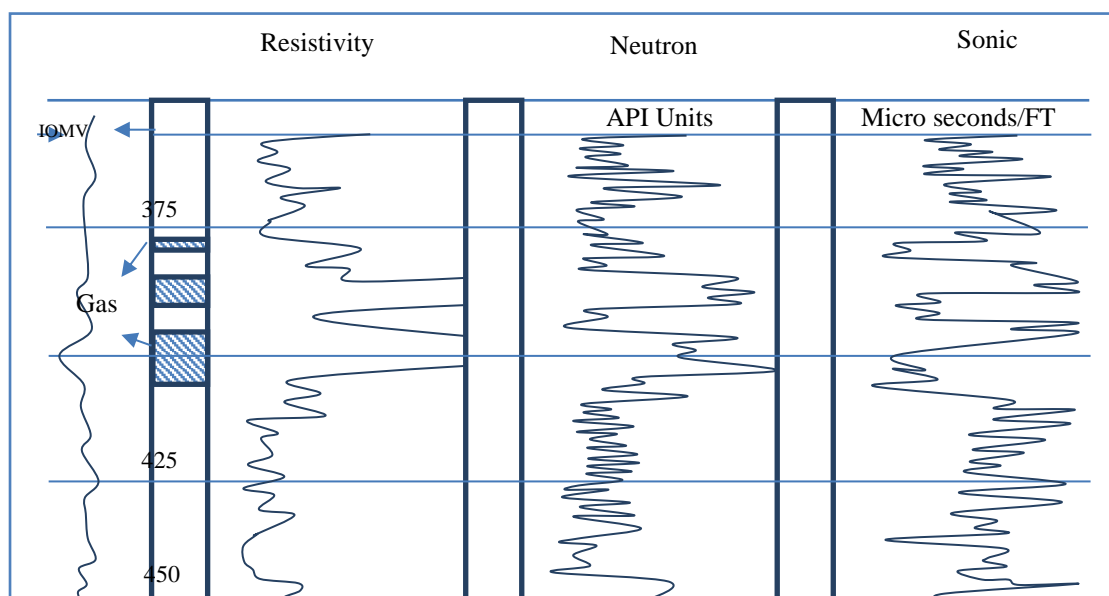 Resistivity
Neutron
Sonic
API Units
Micro seconds/FT
IOMV
375
Gas
425
450